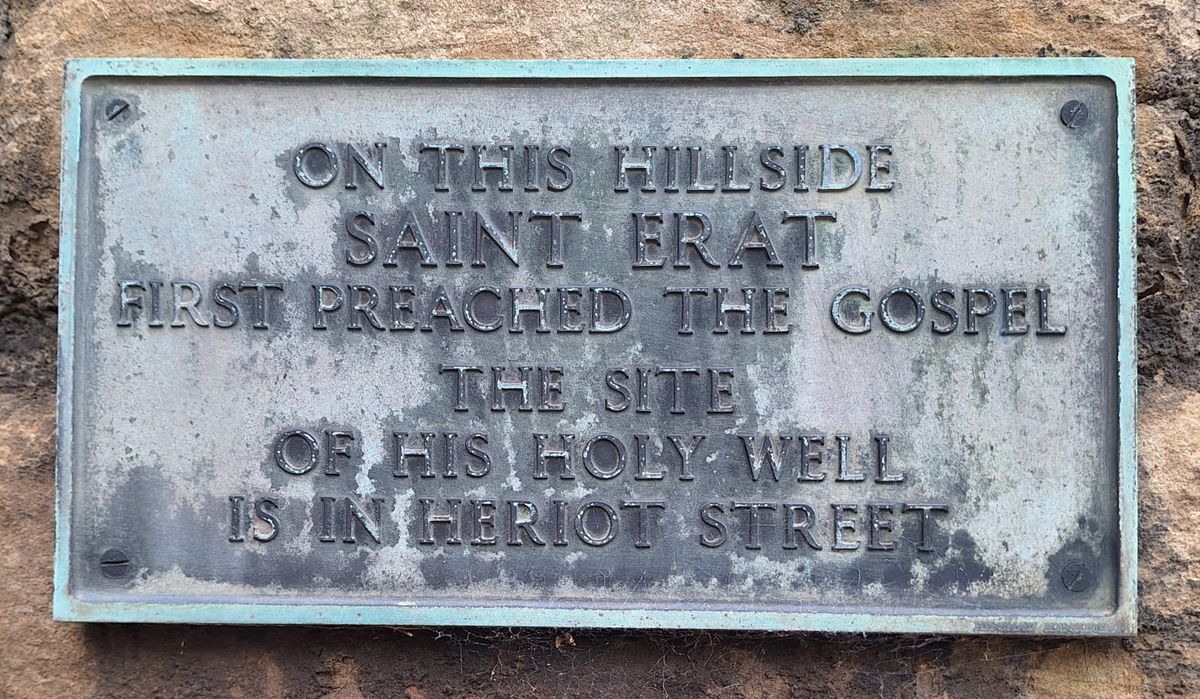 ON THIS HILLSIDE
SAINT ERAT
FIRST PREACHED THE GOSPEL
THE SITE
OF HIS HOLY WELL
IS IN HERIOT STREET